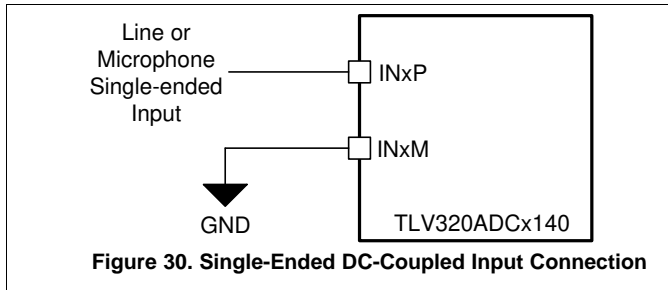 Line or
Microphone
Single-ended
Input
INxP
INxM
GND
TLV320ADCx140
Figure 30. Single-Ended DC-Coupled Input Connection